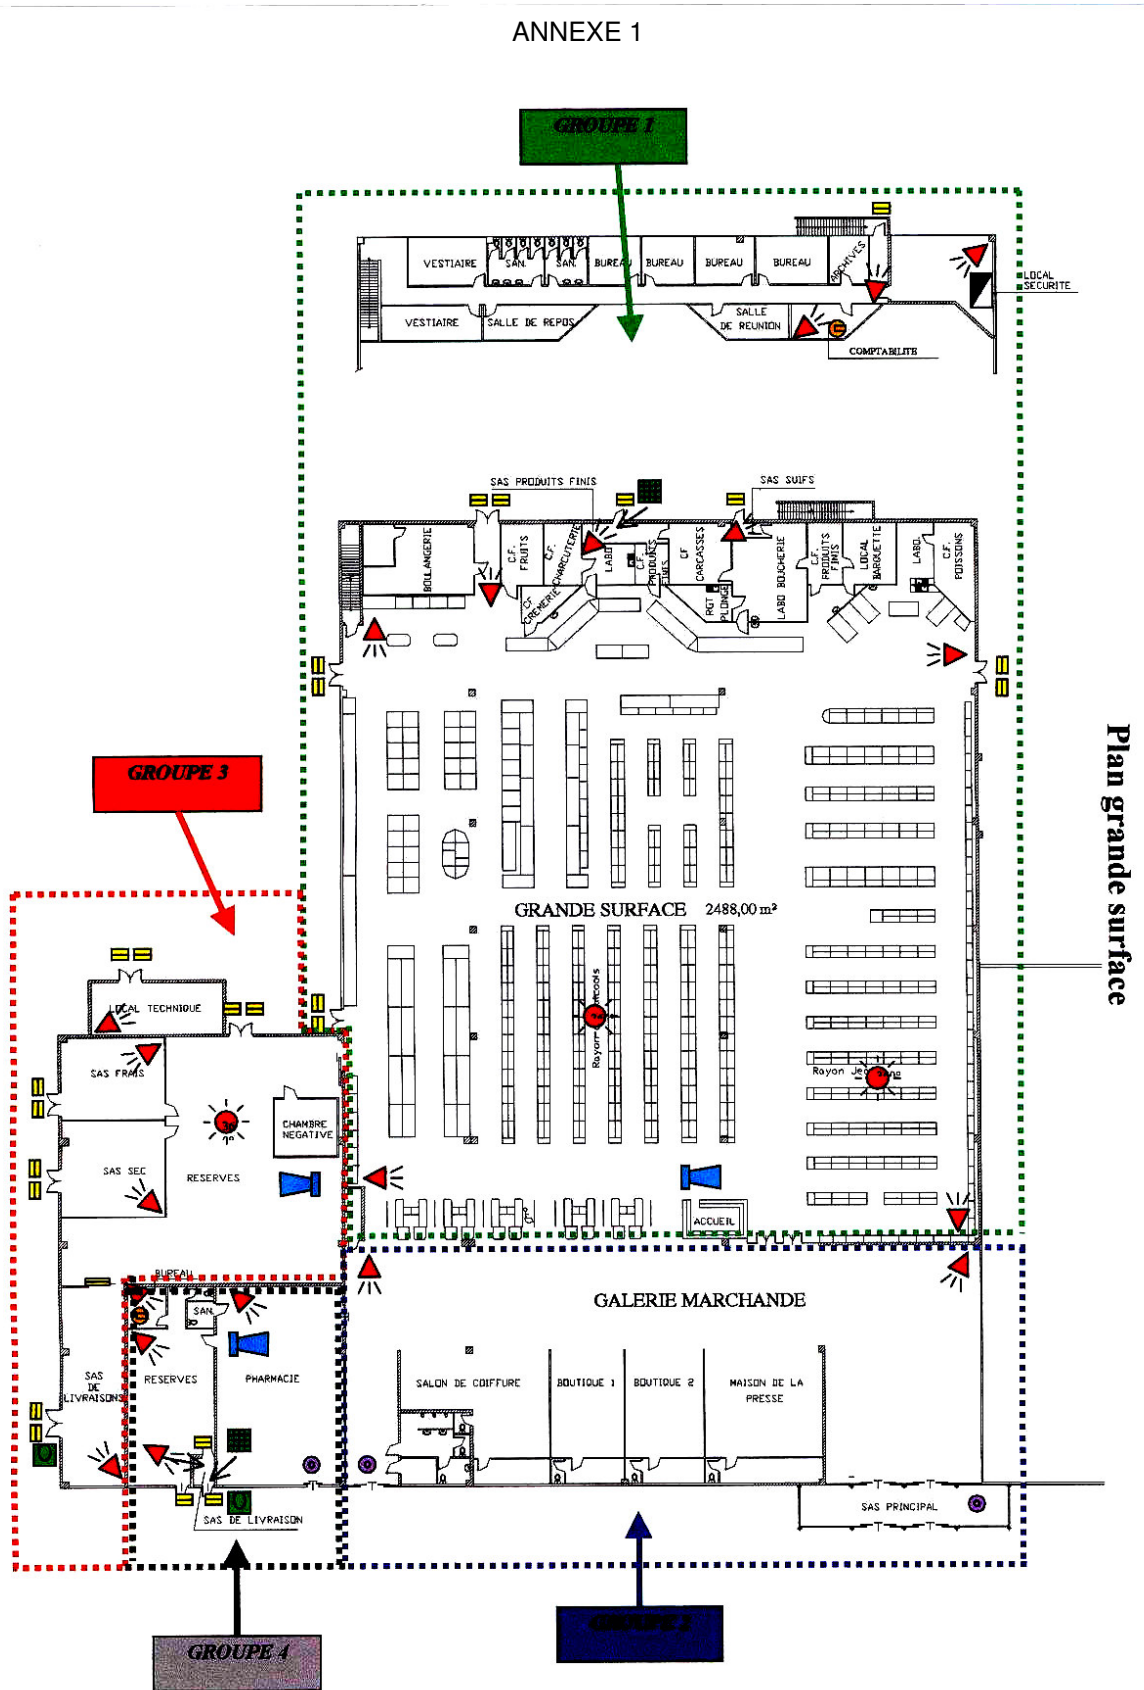 ANNEXE 1
GROUPE 1
VESTIAIRE
SAN.
SAN.
BUREAU
BUREAU
BUREAU
BUREAU
ARCHIVES
LOCAL
SECURITE
VESTIAIRE
SALLE DE REPOS
SALLE
DE REUNION
COMPTABILITE
SAS PRODUITS FINIS
SAS SUIFS
BOULANGERIE
C.F.
FRUITS
C.F.
CHARCUTERIE
CF
CREMERIE
LABO
C.F.
PRODUITS
FINIS
CF
CARCASSES
RGT
PLONGE
LABO BOUCHERIE
C.F.
PRODUITS
FINIS
LOCAL
BARQUETTE
LABO.
C.F.
POISSONS
Plan grande surface
GROUPE 3
GRANDE SURFACE 2488,00 m²
Rayon
LOCAL TECHNIQUE
SAS FRAIS
CHAMBRE
NEGATIVE
SAS SEC
RESERVES
Rayon
ACCUEIL
BUREAU
SAN.
GALERIE MARCHANDE
SAS
DE
LIVRAISONS
RESERVES
PHARMACIE
SALON DE COIFFURE
BOUTIQUE 1
BOUTIQUE 2
MAISON DE LA
PRESSE
SAS DE LIVRAISON
SAS PRINCIPAL
GROUPE 2
GROUPE 4